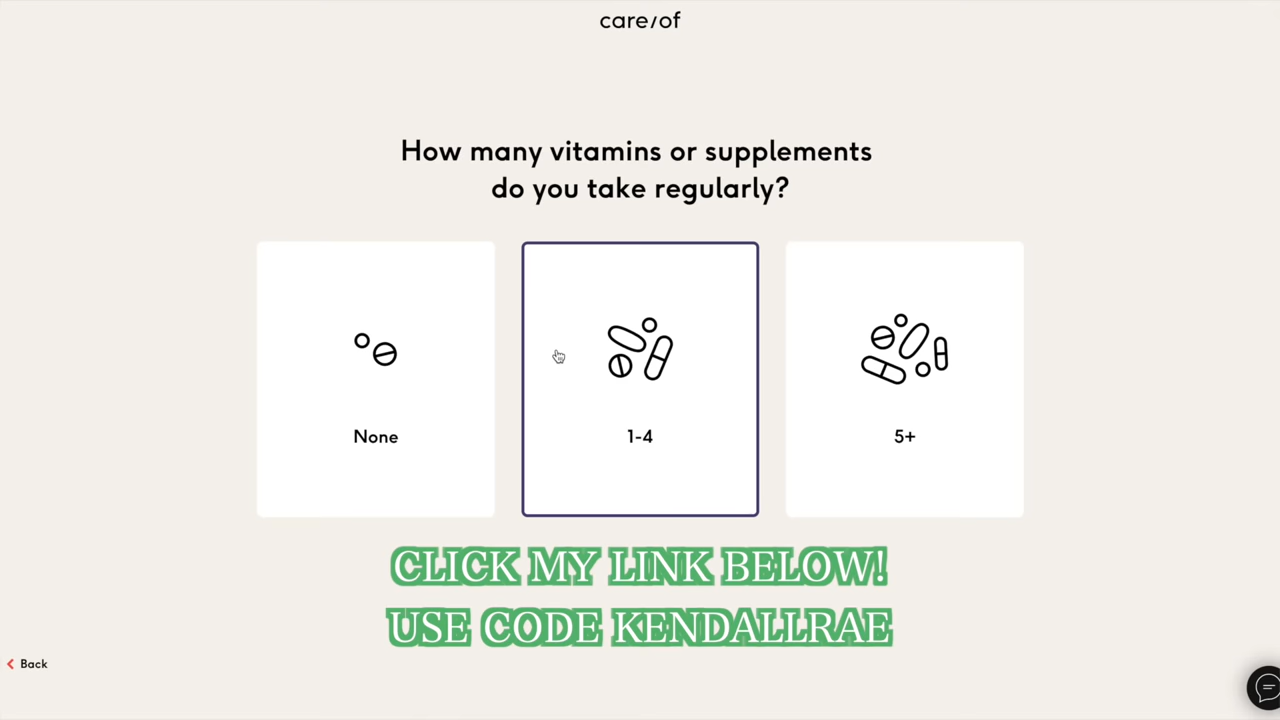 care/of
How many vitamins or supplements
do you take regularly?
None
1-4
5+
CLICK MY LINK BELOW!
USE CODE KENDALLRAE
Back